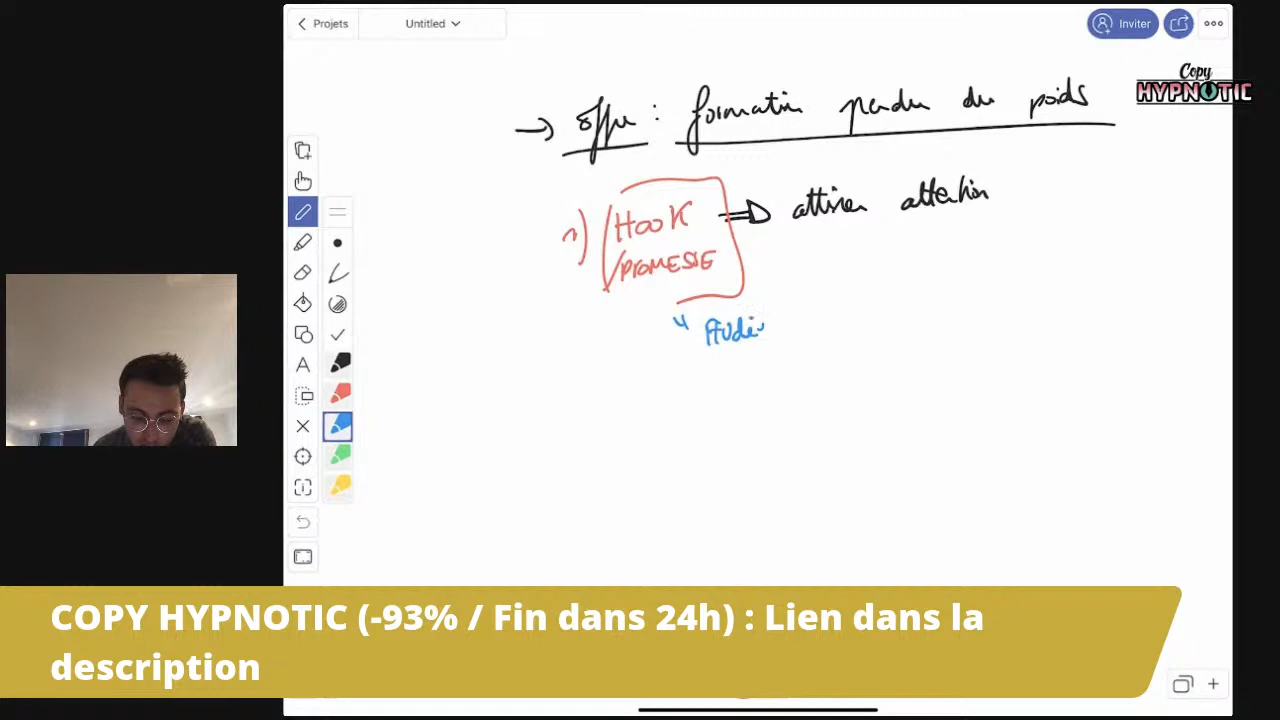 Projets
Untitled
Inviter
Copy
HYPNOTIC
→ offre : formation perdre du poids
1) HOOK ⇒ attirer attention
/PROMESSE
COPY HYPNOTIC (-93% / Fin dans 24h) : Lien dans la
description